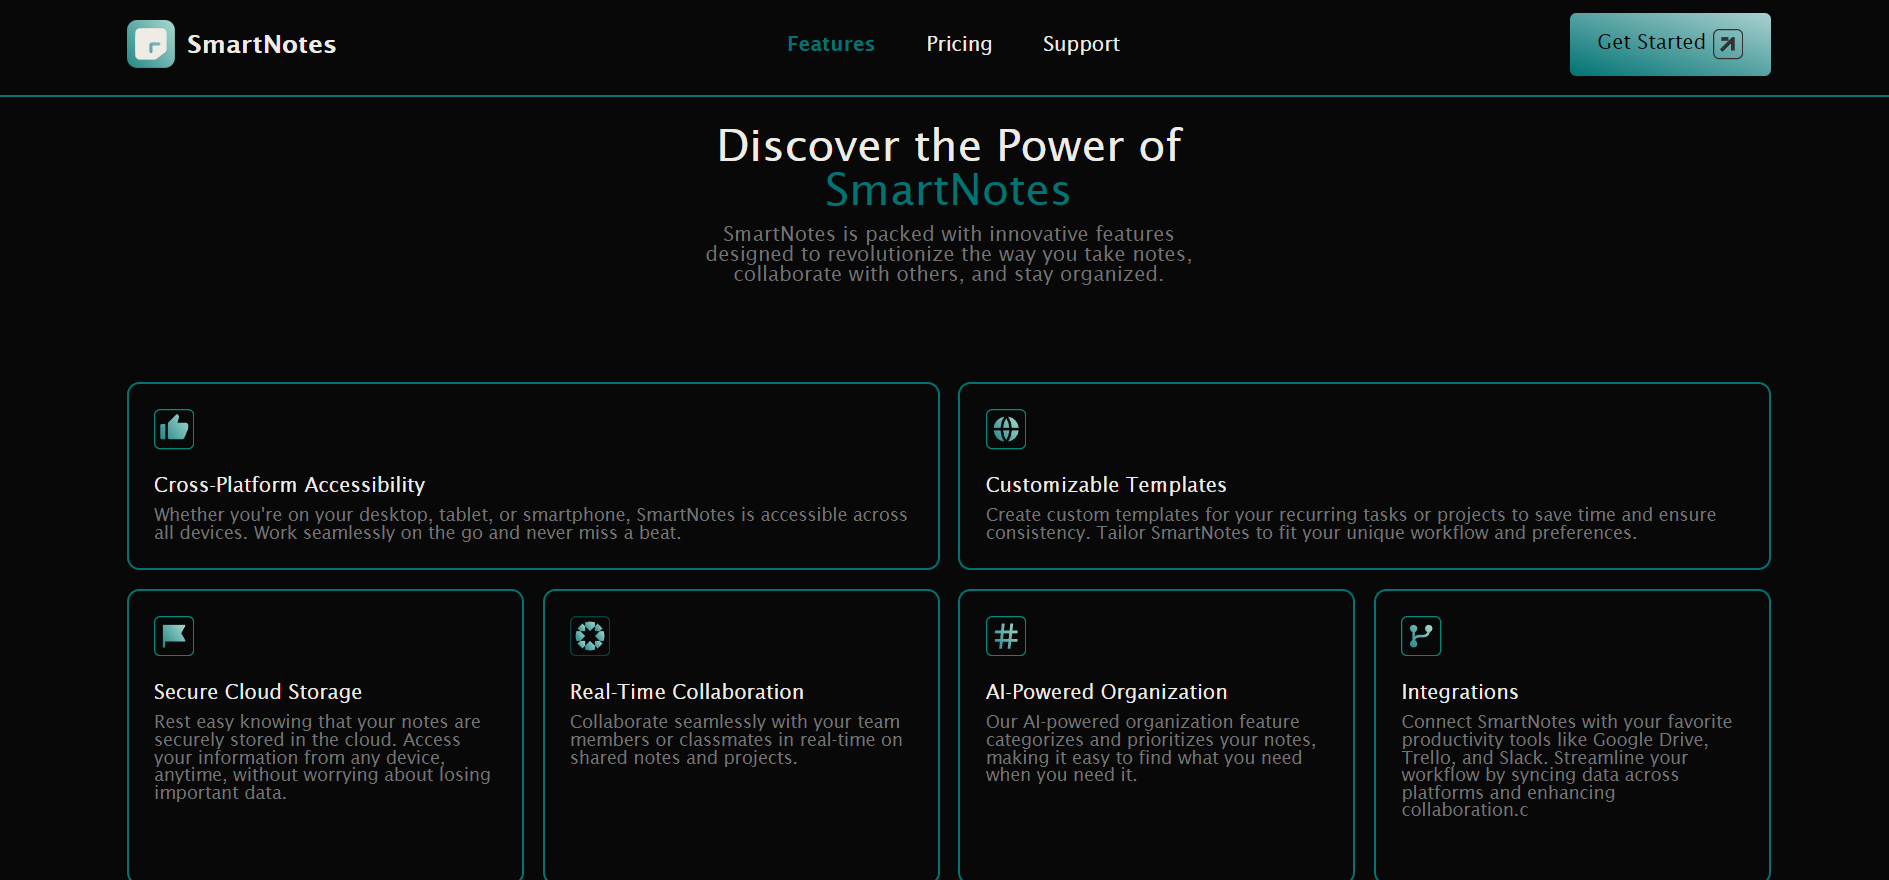 SmartNotes
Features
Pricing
Support
Get Started
Discover the Power of
SmartNotes
SmartNotes is packed with innovative features
designed to revolutionize the way you take notes,
collaborate with others, and stay organized.
Cross-Platform Accessibility
Whether you're on your desktop, tablet, or smartphone, SmartNotes is accessible across
all devices. Work seamlessly on the go and never miss a beat.
Customizable Templates
Create custom templates for your recurring tasks or projects to save time and ensure
consistency. Tailor SmartNotes to fit your unique workflow and preferences.
Secure Cloud Storage
Rest easy knowing that your notes are
securely stored in the cloud. Access
your information from any device,
anytime, without worrying about losing
important data.
Real-Time Collaboration
Collaborate seamlessly with your team
members or classmates in real-time on
shared notes and projects.
AI-Powered Organization
Our AI-powered organization feature
categorizes and prioritizes your notes,
making it easy to find what you need
when you need it.
Integrations
Connect SmartNotes with your favorite
productivity tools like Google Drive,
Trello, and Slack. Streamline your
workflow by syncing data across
platforms and enhancing
collaboration.c